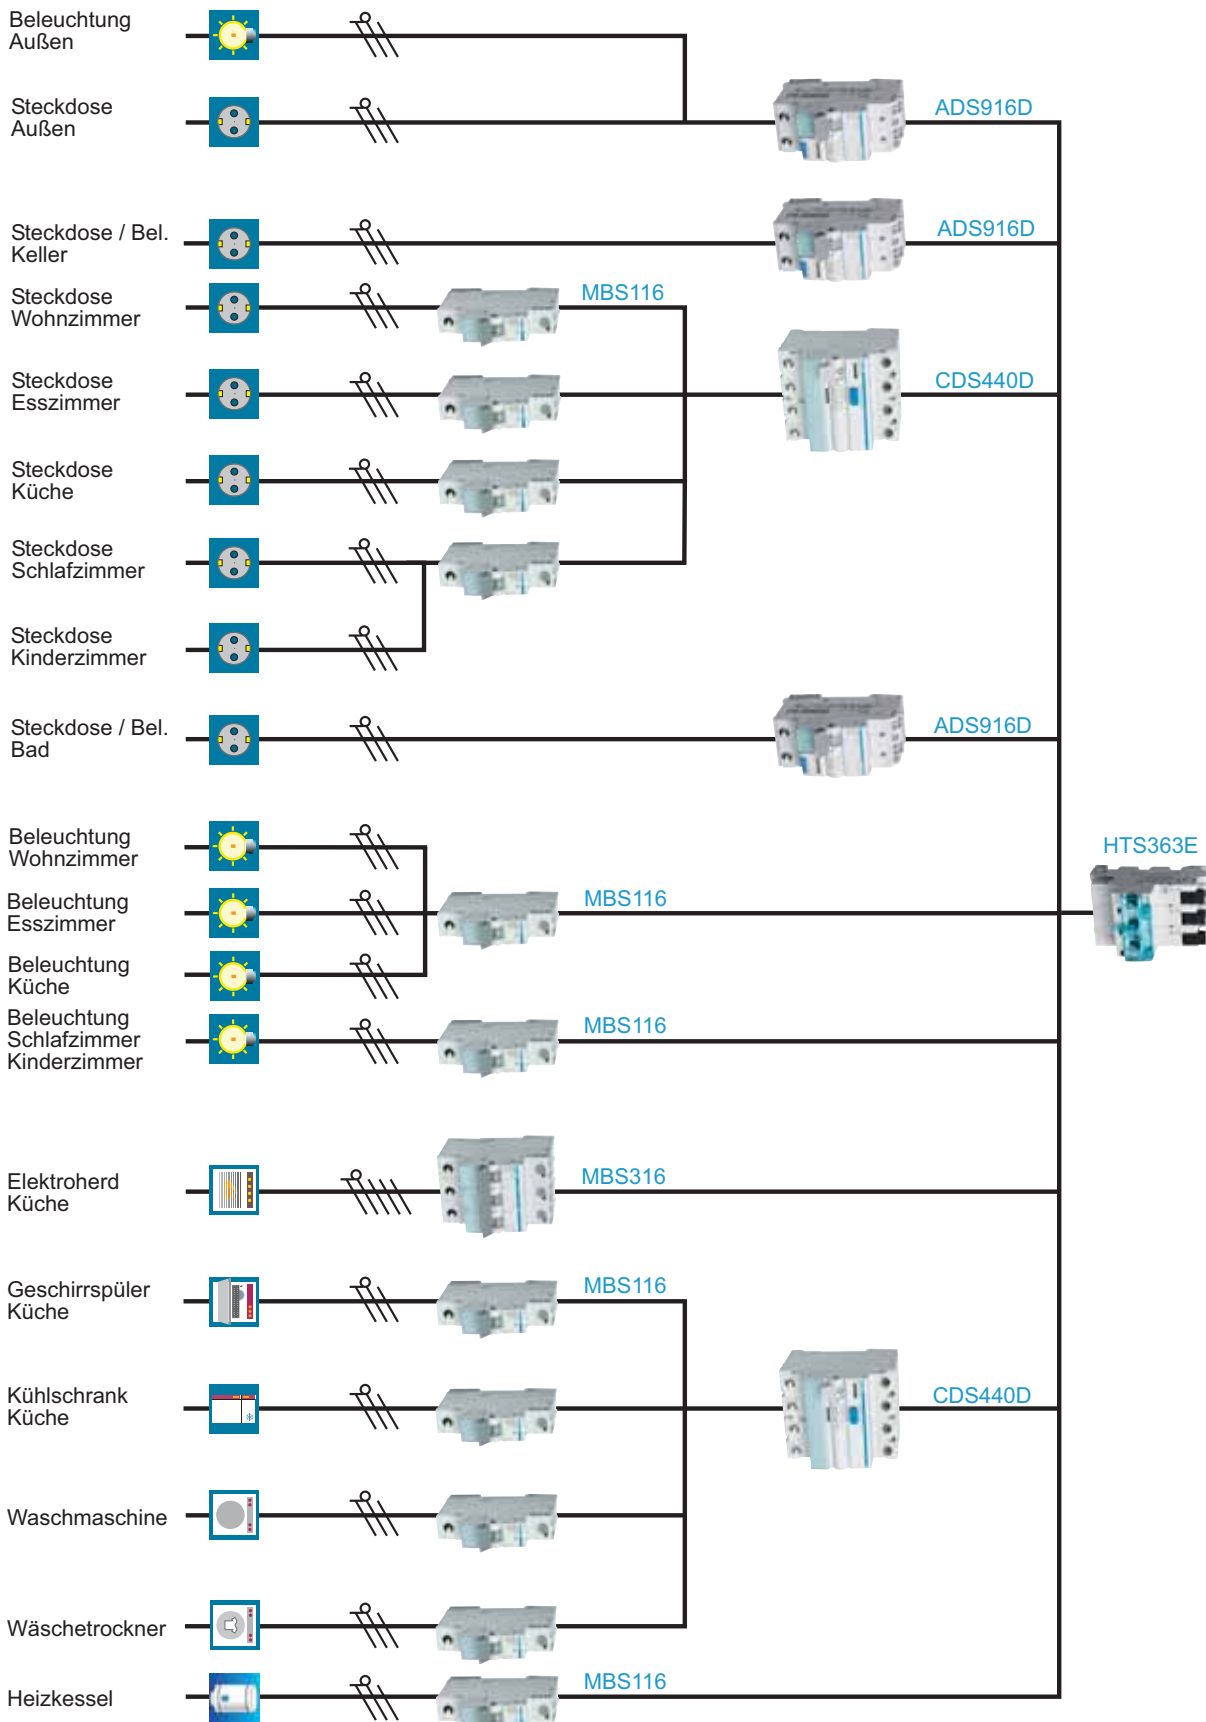 Beleuchtung
Außen
Steckdose
Außen
ADS916D
Steckdose / Bel.
Keller
ADS916D
Steckdose
Wohnzimmer
MBS116
Steckdose
Esszimmer
CDS440D
Steckdose
Küche
Steckdose
Schlafzimmer
Steckdose
Kinderzimmer
Steckdose / Bel.
Bad
ADS916D
Beleuchtung
Wohnzimmer
HTS363E
Beleuchtung
Esszimmer
MBS116
Beleuchtung
Küche
Beleuchtung
Schlafzimmer
Kinderzimmer
MBS116
Elektroherd
Küche
MBS316
Geschirrspüler
Küche
MBS116
Kühlschrank
Küche
CDS440D
Waschmaschine
Wäschetrockner
Heizkessel
MBS116